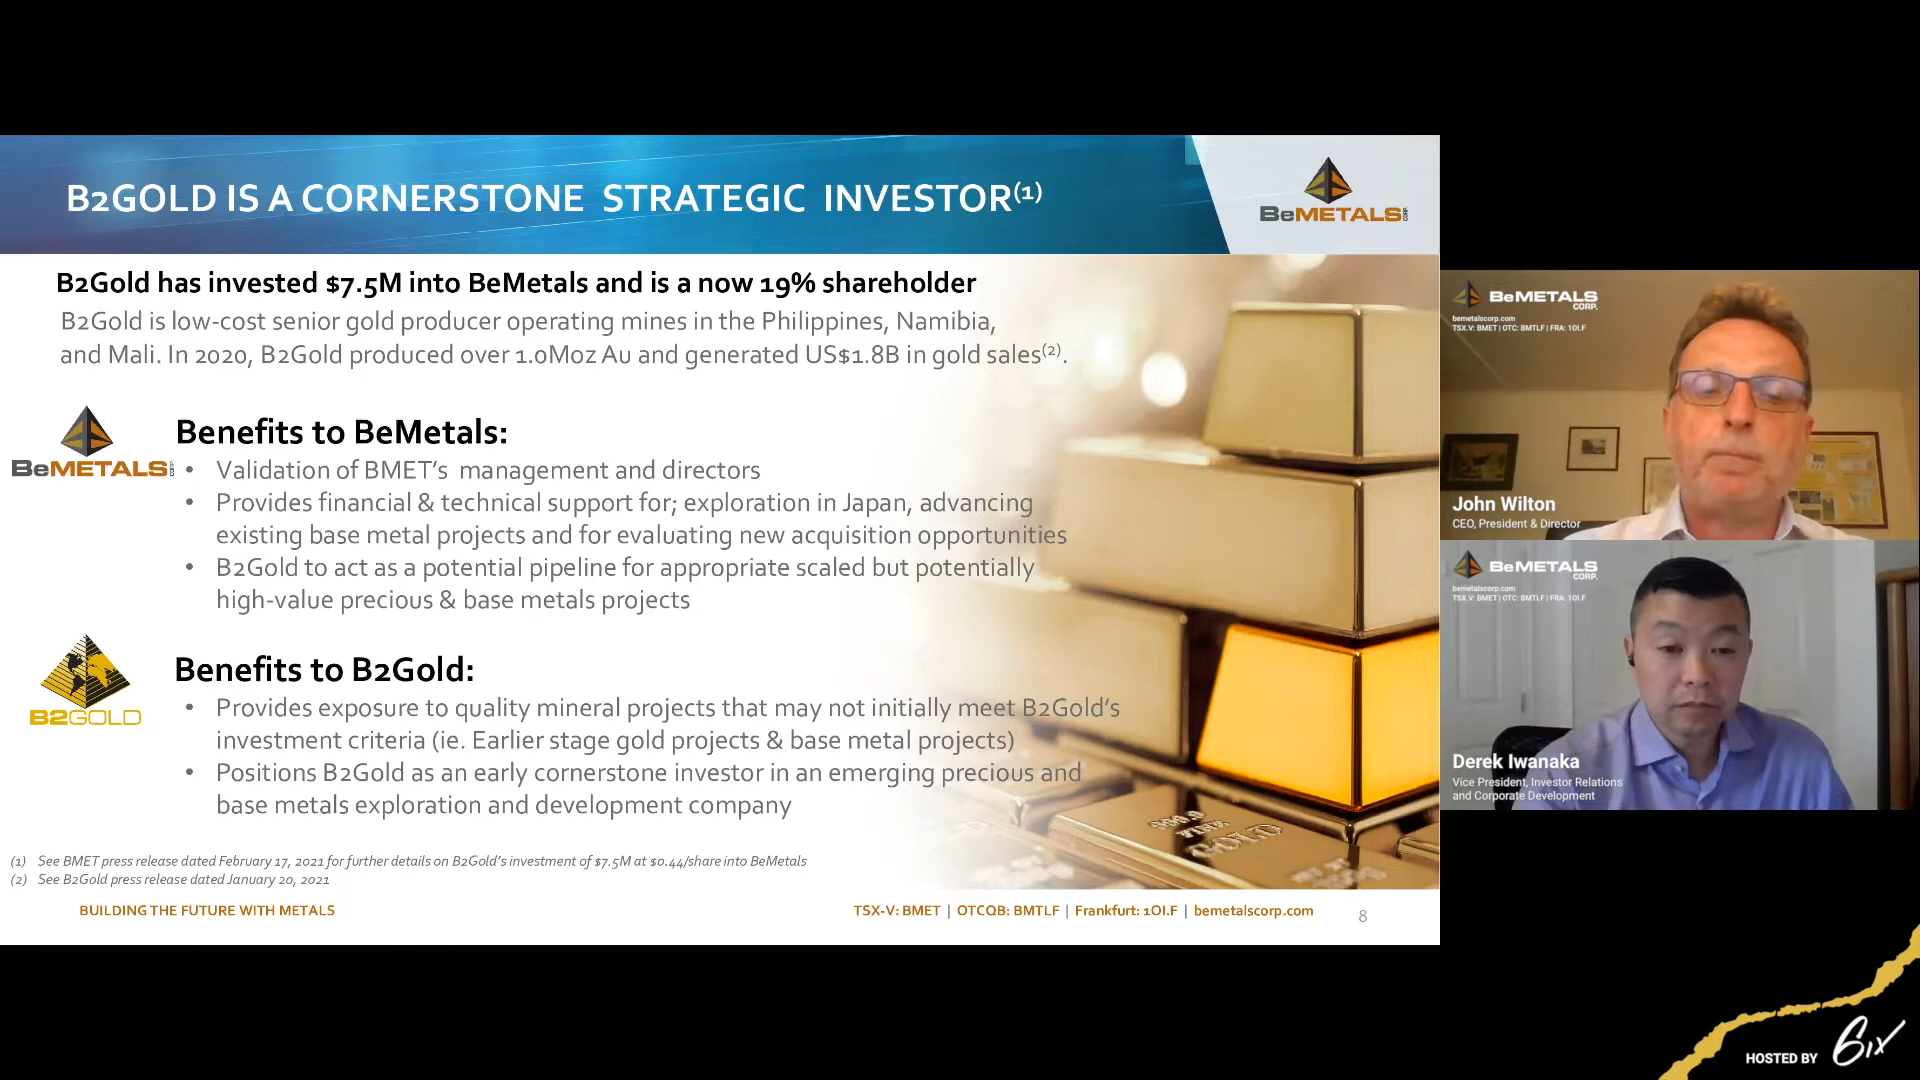 B2GOLD IS A CORNERSTONE STRATEGIC INVESTOR(1)
BeMETALS CORP.
B2Gold has invested $7.5M into BeMetals and is a now 19% shareholder
B2Gold is low-cost senior gold producer operating mines in the Philippines, Namibia,
and Mali. In 2020, B2Gold produced over 1.0Moz Au and generated US$1.8B in gold sales(2).
BeMETALS CORP.
Benefits to BeMetals:
• Validation of BMET's management and directors
• Provides financial & technical support for; exploration in Japan, advancing
existing base metal projects and for evaluating new acquisition opportunities
• B2Gold to act as a potential pipeline for appropriate scaled but potentially
high-value precious & base metals projects
B2GOLD
Benefits to B2Gold:
• Provides exposure to quality mineral projects that may not initially meet B2Gold's
investment criteria (ie. Earlier stage gold projects & base metal projects)
• Positions B2Gold as an early cornerstone investor in an emerging precious and
base metals exploration and development company
999.9
FINE
GOLD
(1) See BMET press release dated February 17, 2021 for further details on B2Gold's investment of $7.5M at $0.44/share into BeMetals
(2) See B2Gold press release dated January 20, 2021
BUILDING THE FUTURE WITH METALS
TSX-V: BMET | OTCQB: BMTLF | Frankfurt: 1OI.F | bemetalscorp.com
8
BeMETALS
CORP.
bemetalscorp.com
TSX.V: BMET | OTC: BMTLF | FRA: 1OI.F
John Wilton
CEO, President & Director
BeMETALS
CORP.
bemetalscorp.com
TSX.V: BMET | OTC: BMTLF | FRA: 1OI.F
Derek Iwanaka
Vice President, Investor Relations
and Corporate Development
HOSTED BY 6ix